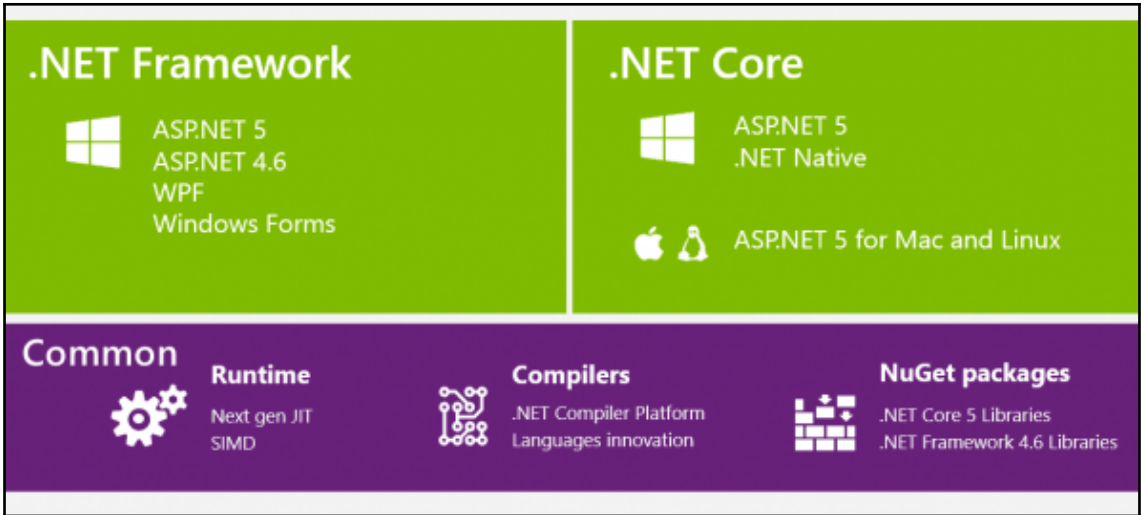 .NET Framework
ASP.NET 5
ASP.NET 4.6
WPF
Windows Forms
.NET Core
ASP.NET 5
.NET Native
ASP.NET 5 for Mac and Linux
Common
Runtime
Next gen JIT
SIMD
Compilers
.NET Compiler Platform
Languages innovation
NuGet packages
.NET Core 5 Libraries
.NET Framework 4.6 Libraries